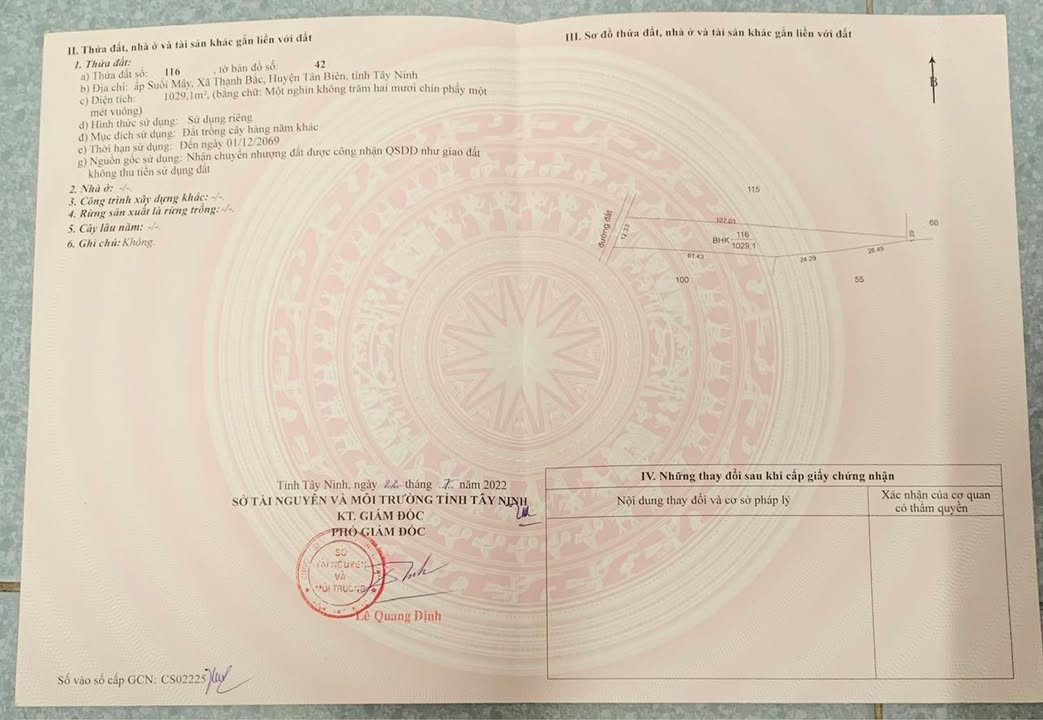 II. Thửa đất, nhà ở và tài sản khác gắn liền với đất
1. Thửa đất:
a) Thửa đất số: 116 , tờ bản đồ số: 42
b) Địa chỉ: ấp Suối Mây, Xã Thạnh Bắc, Huyện Tân Biên, tỉnh Tây Ninh
c) Diện tích: 1029,1m², (bằng chữ: Một nghìn không trăm hai mươi chín phẩy một
mét vuông)
d) Hình thức sử dụng: Sử dụng riêng
đ) Mục đích sử dụng: Đất trồng cây hàng năm khác
e) Thời hạn sử dụng: Đến ngày 01/12/2069
g) Nguồn gốc sử dụng: Nhận chuyển nhượng đất được công nhận QSDĐ như giao đất
không thu tiền sử dụng đất
2. Nhà ở: -/-.
3. Công trình xây dựng khác: -/-.
4. Rừng sản xuất là rừng trồng: -/-.
5. Cây lâu năm: -/-.
6. Ghi chú: Không.
Tỉnh Tây Ninh, ngày 22 tháng 7 năm 2022
SỞ TÀI NGUYÊN VÀ MÔI TRƯỜNG TỈNH TÂY NINH
KT. GIÁM ĐỐC
PHÓ GIÁM ĐỐC
SỞ
TÀI NGUYÊN
VÀ
MÔI TRƯỜNG
Lê Quang Định
Số vào sổ cấp GCN: CS02225
III. Sơ đồ thửa đất, nhà ở và tài sản khác gắn liền với đất
B
115
đường đất
12.33
107.03
66
BHK 116
1029.1
1.29
61.43
24.29
26.49
100
55
IV. Những thay đổi sau khi cấp giấy chứng nhận
Nội dung thay đổi và cơ sở pháp lý
Xác nhận của cơ quan
có thẩm quyền